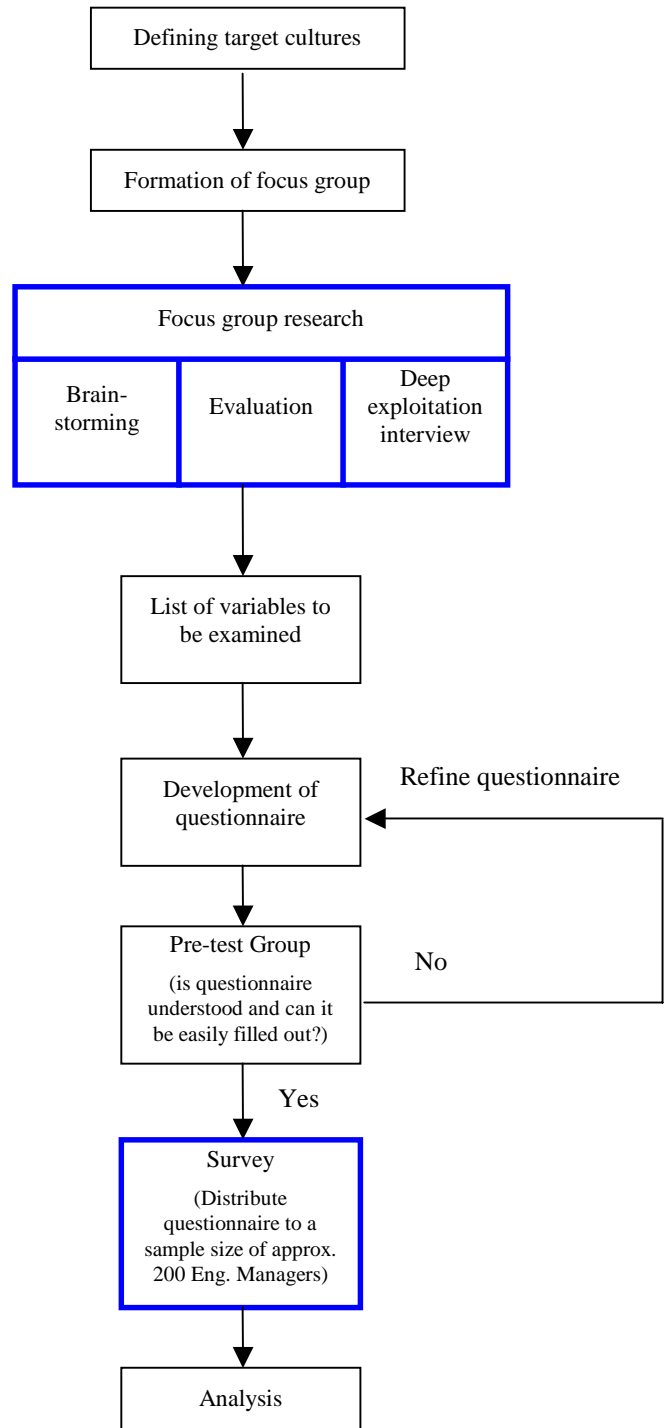 Defining target cultures
Formation of focus group
Focus group research
Brain-
storming
Evaluation
Deep
exploitation
interview
List of variables to
be examined
Development of
questionnaire
Refine questionnaire
Pre-test Group
(is questionnaire
understood and can it
be easily filled out?)
No
Yes
Survey
(Distribute
questionnaire to a
sample size of approx.
200 Eng. Managers)
Analysis